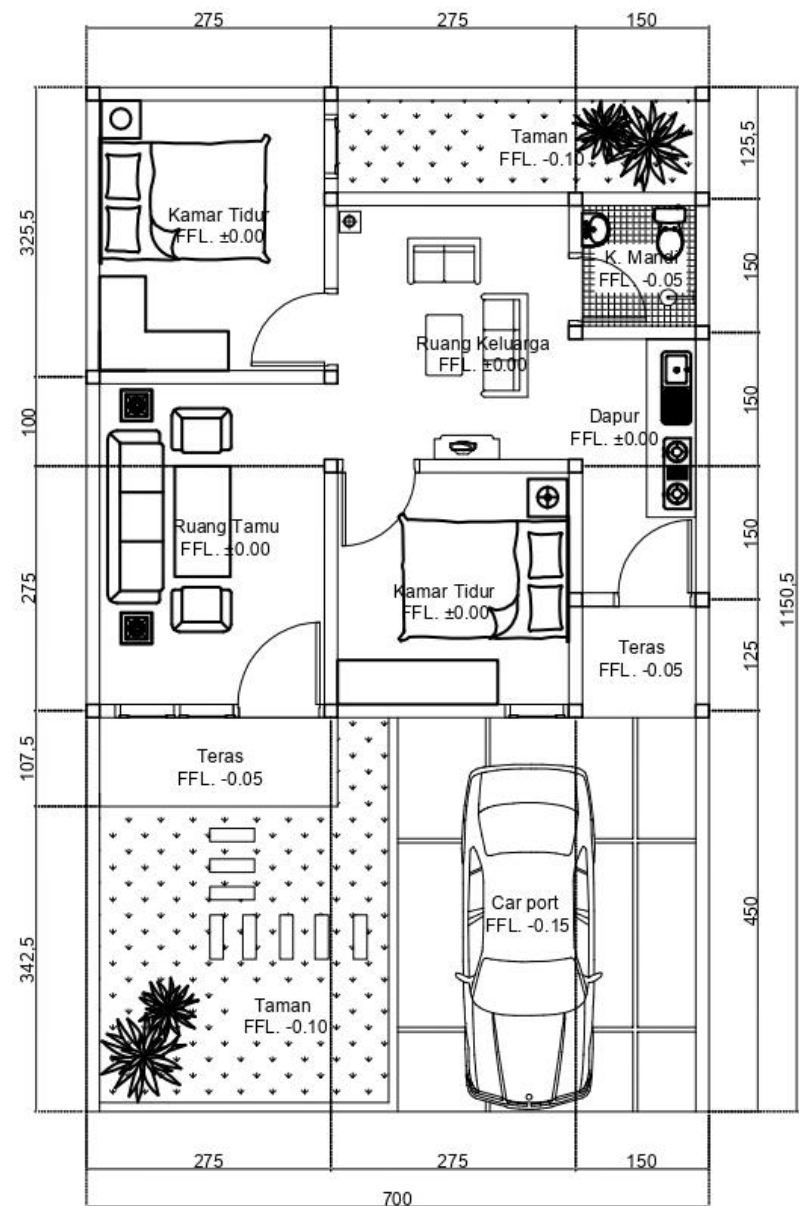 275
275
150
125,5
Taman
FFL. -0.10
325,5
Kamar Tidur
FFL. ±0.00
150
K. Mandi
FFL. -0.05
Ruang Keluarga
FFL. ±0.00
100
150
Dapur
FFL. ±0.00
Ruang Tamu
FFL. ±0.00
150
275
Kamar Tidur
FFL. ±0.00
1150,5
Teras
FFL. -0.05
125
107,5
Teras
FFL. -0.05
Car port
FFL. -0.15
450
342,5
Taman
FFL. -0.10
275
275
150
700